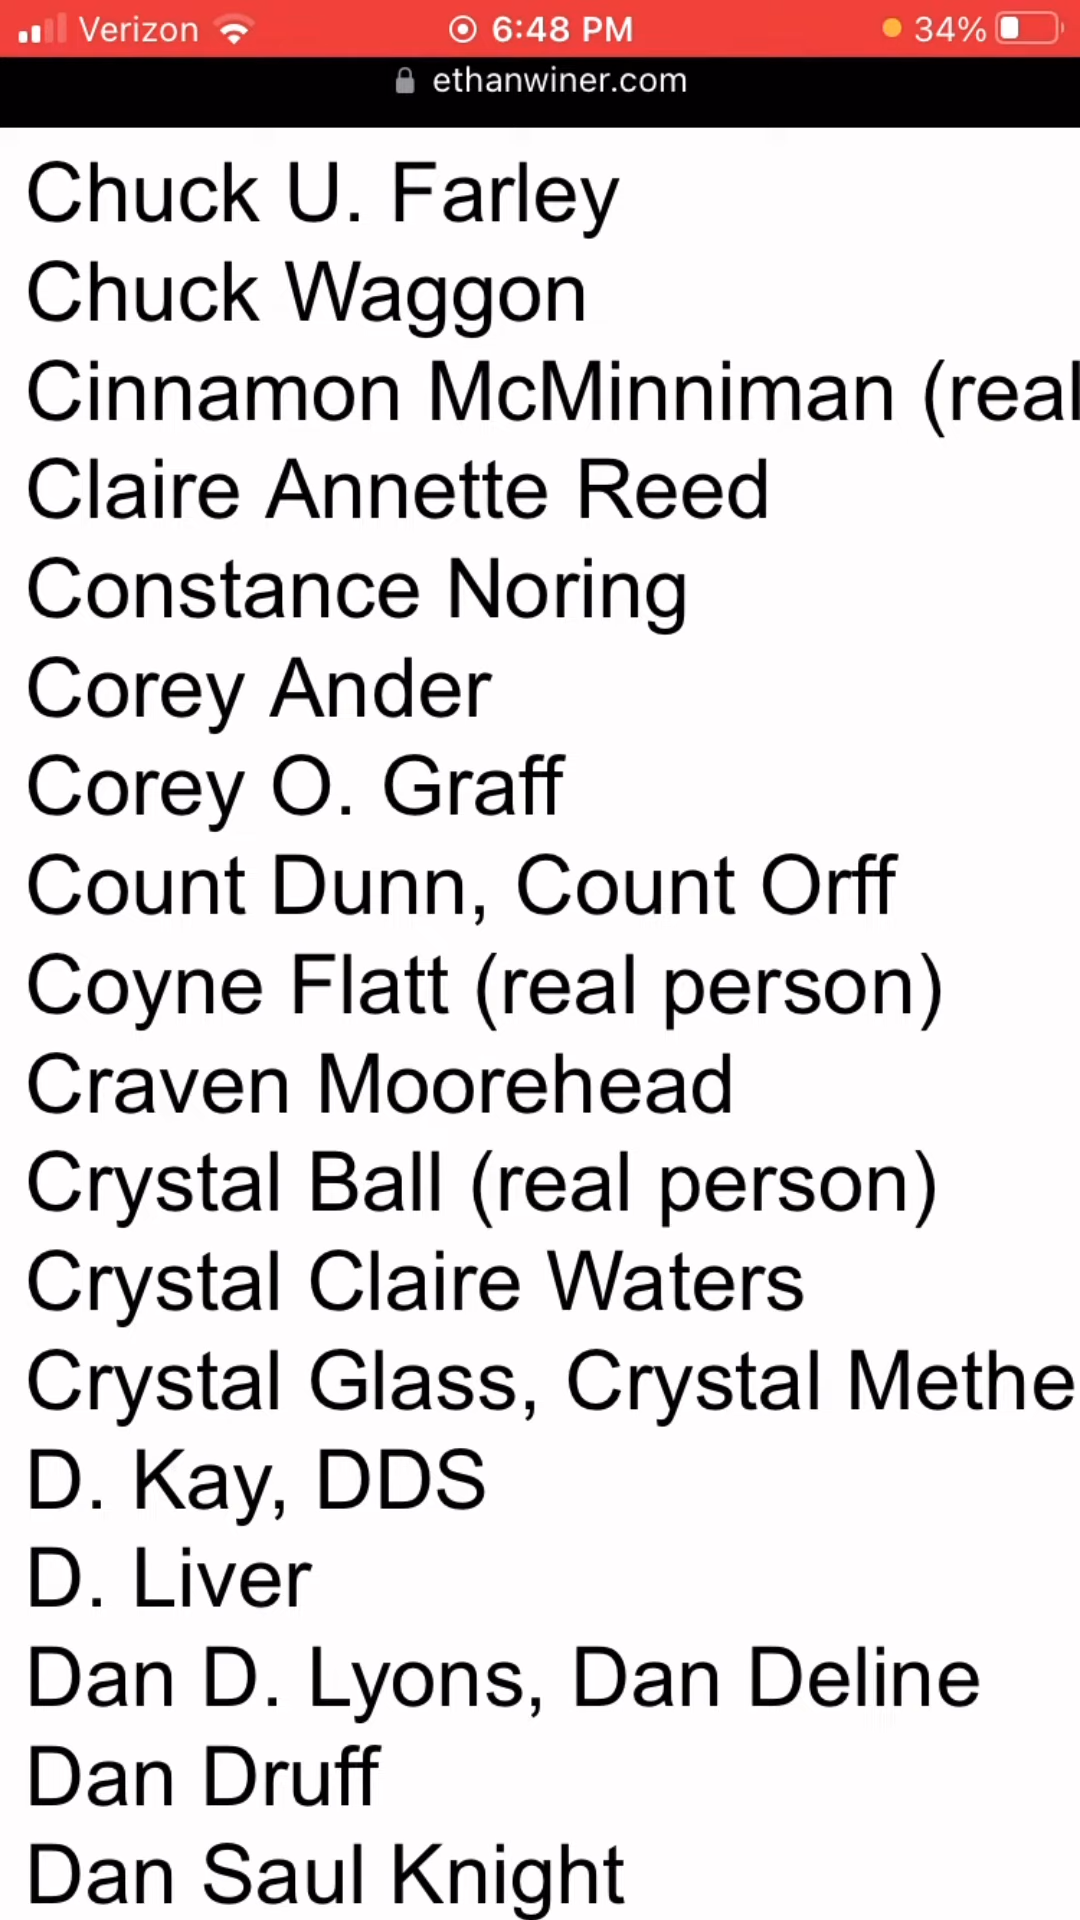 Verizon 6:48 PM 34%
ethanwiner.com
Chuck U. Farley
Chuck Waggon
Cinnamon McMinniman (real
Claire Annette Reed
Constance Noring
Corey Ander
Corey O. Graff
Count Dunn, Count Orff
Coyne Flatt (real person)
Craven Moorehead
Crystal Ball (real person)
Crystal Claire Waters
Crystal Glass, Crystal Methe
D. Kay, DDS
D. Liver
Dan D. Lyons, Dan Deline
Dan Druff
Dan Saul Knight